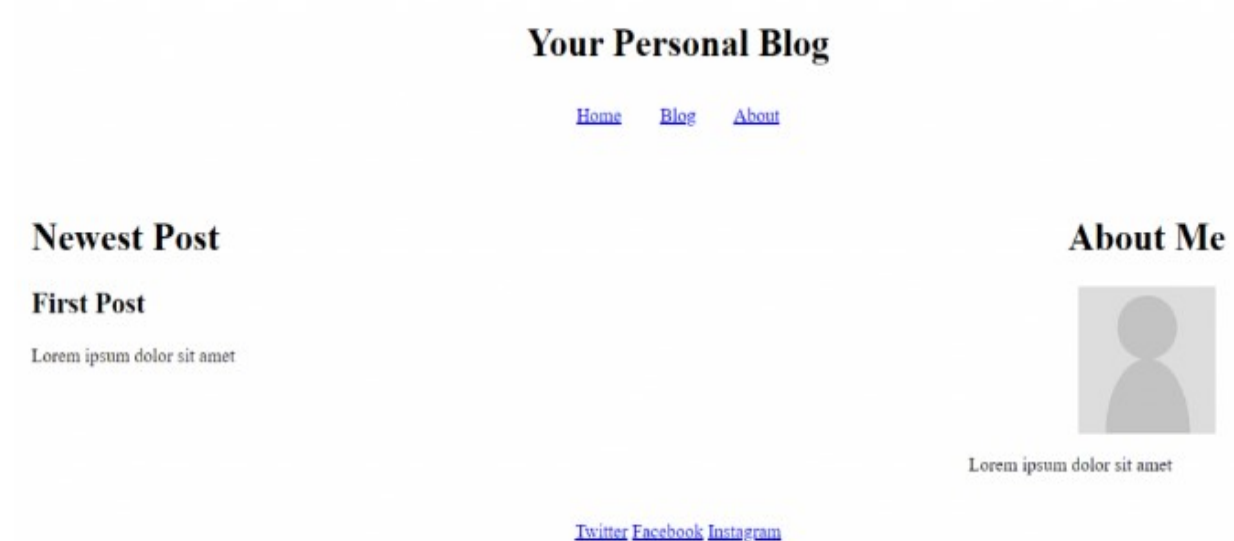 Your Personal Blog
Home Blog About
Newest Post
First Post
Lorem ipsum dolor sit amet
About Me
Lorem ipsum dolor sit amet
Twitter Facebook Instagram